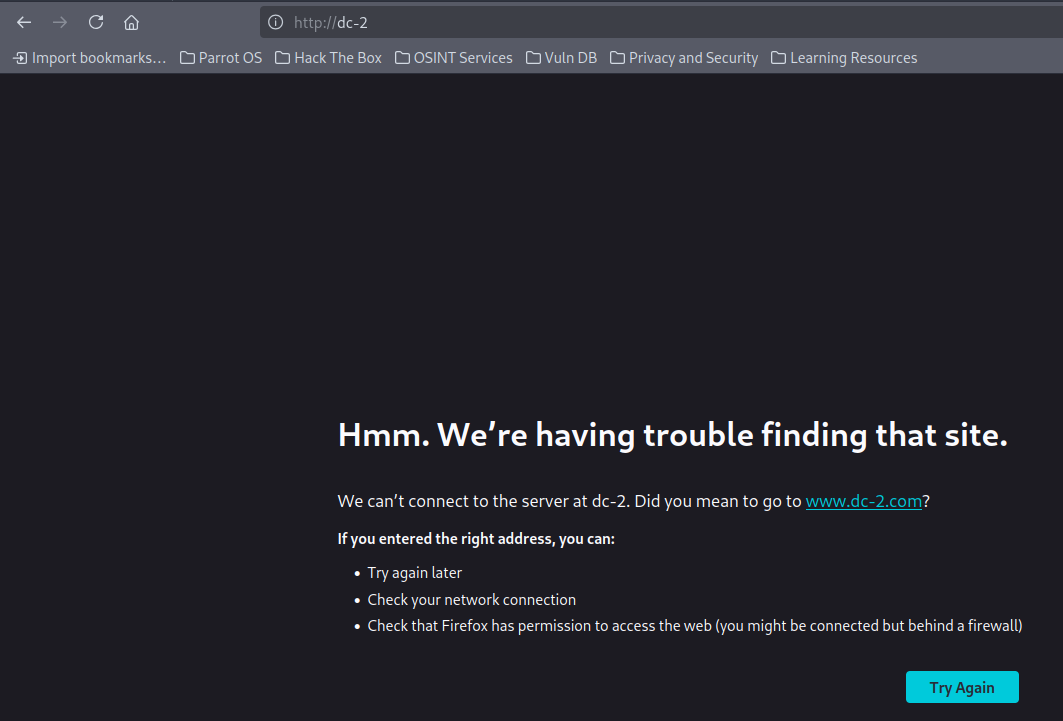 http://dc-2
Import bookmarks… Parrot OS Hack The Box OSINT Services Vuln DB Privacy and Security Learning Resources
Hmm. We’re having trouble finding that site.
We can’t connect to the server at dc-2. Did you mean to go to www.dc-2.com?
If you entered the right address, you can:
• Try again later
• Check your network connection
• Check that Firefox has permission to access the web (you might be connected but behind a firewall)
Try Again